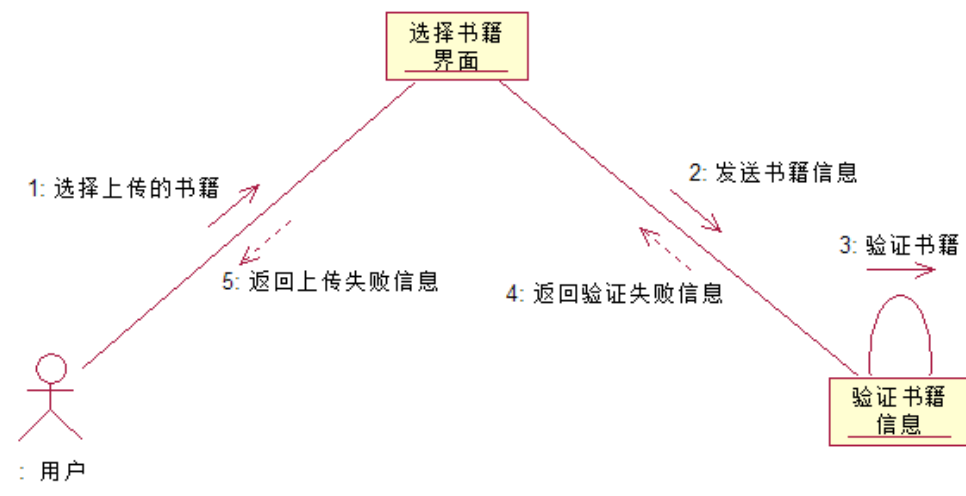 选择书籍
界面
1: 选择上传的书籍
2: 发送书籍信息
3: 验证书籍
5: 返回上传失败信息
4: 返回验证失败信息
验证书籍
信息
: 用户